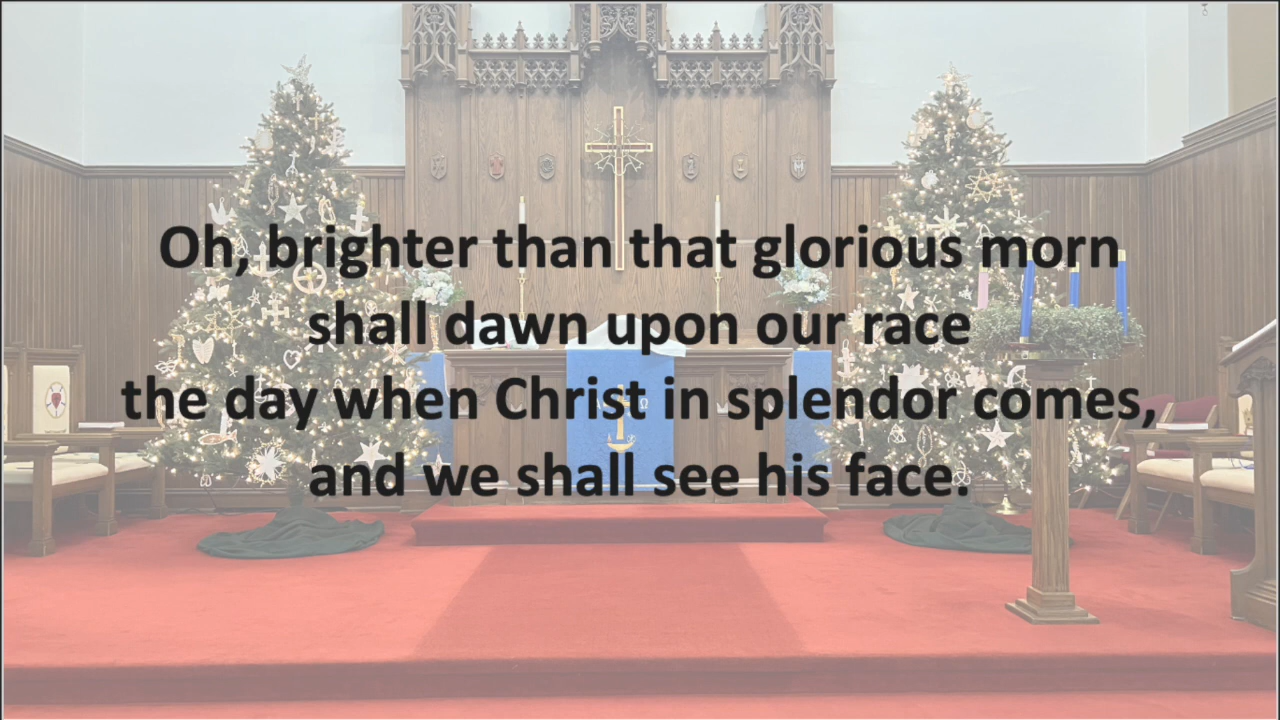 Oh, brighter than that glorious morn
shall dawn upon our race
the day when Christ in splendor comes,
and we shall see his face.